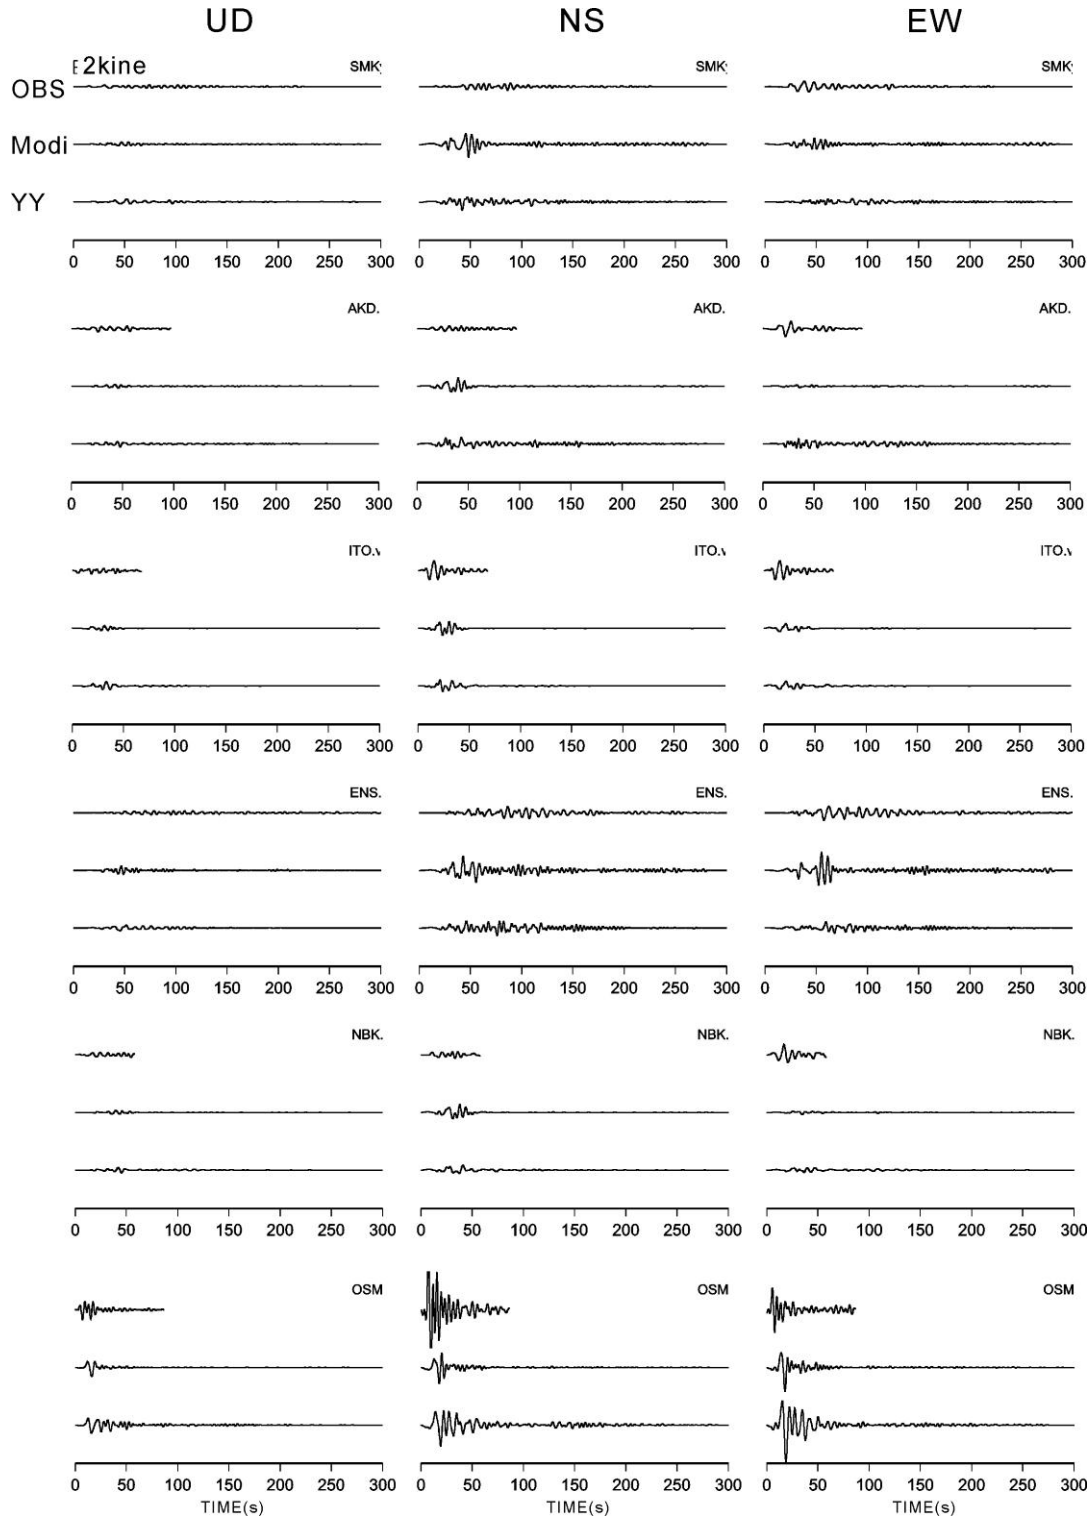 UD NS EW
2kine SMK SMK SMK
OBS
Modi
YY
0 50 100 150 200 250 300 0 50 100 150 200 250 300 0 50 100 150 200 250 300
AKD. AKD. AKD.
0 50 100 150 200 250 300 0 50 100 150 200 250 300 0 50 100 150 200 250 300
ITO. ITO. ITO.
0 50 100 150 200 250 300 0 50 100 150 200 250 300 0 50 100 150 200 250 300
ENS. ENS. ENS.
0 50 100 150 200 250 300 0 50 100 150 200 250 300 0 50 100 150 200 250 300
NBK. NBK. NBK.
0 50 100 150 200 250 300 0 50 100 150 200 250 300 0 50 100 150 200 250 300
OSM OSM OSM
0 50 100 150 200 250 300 0 50 100 150 200 250 300 0 50 100 150 200 250 300
TIME(s) TIME(s) TIME(s)